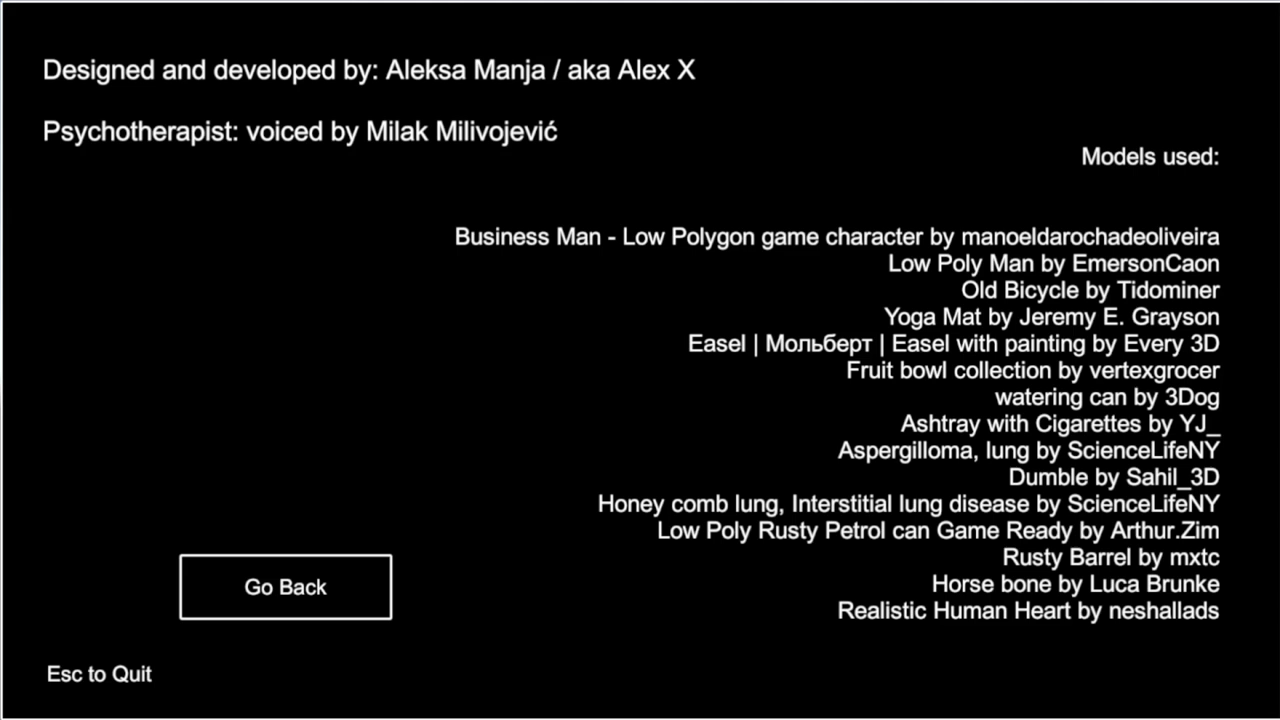 Designed and developed by: Aleksa Manja / aka Alex X
Psychotherapist: voiced by Milak Milivojević
Models used:
Business Man - Low Polygon game character by manoeldarochadeoliveira
Low Poly Man by EmersonCaon
Old Bicycle by Tidominer
Yoga Mat by Jeremy E. Grayson
Easel | Мольберт | Easel with painting by Every 3D
Fruit bowl collection by vertexgrocer
watering can by 3Dog
Ashtray with Cigarettes by YJ_
Aspergilloma, lung by ScienceLifeNY
Dumble by Sahil_3D
Honey comb lung, Interstitial lung disease by ScienceLifeNY
Low Poly Rusty Petrol can Game Ready by Arthur.Zim
Rusty Barrel by mxtc
Horse bone by Luca Brunke
Realistic Human Heart by neshallads
Go Back
Esc to Quit